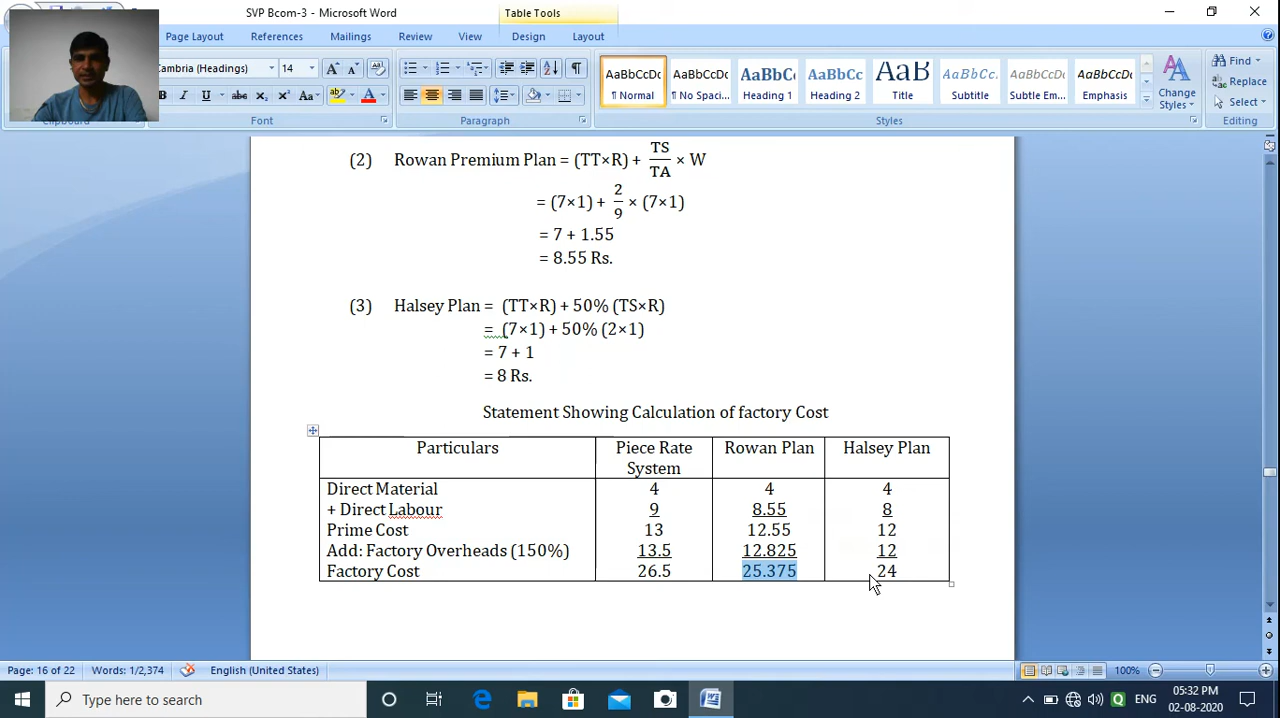 SVP Bcom-3 - Microsoft Word
Table Tools
Page Layout References Mailings Review View Design Layout
Cambria (Headings) 14
AaBbCcDc AaBbCcDc AaBbC AaBbCc AaB AaBbCc. AaBbCcDc AaBbCcDc
¶ Normal ¶ No Spaci... Heading 1 Heading 2 Title Subtitle Subtle Em... Emphasis
Change
Styles
Find
Replace
Select
Font Paragraph Styles Editing
(2) Rowan Premium Plan = (TT×R) + TS/TA × W
= (7×1) + 2/9 × (7×1)
= 7 + 1.55
= 8.55 Rs.
(3) Halsey Plan = (TT×R) + 50% (TS×R)
= (7×1) + 50% (2×1)
= 7 + 1
= 8 Rs.
Statement Showing Calculation of factory Cost
Particulars Piece Rate Rowan Plan Halsey Plan
System
Direct Material 4 4 4
+ Direct Labour 9 8.55 8
Prime Cost 13 12.55 12
Add: Factory Overheads (150%) 13.5 12.825 12
Factory Cost 26.5 25.375 24
Page: 16 of 22 Words: 1/2,374 English (United States) 100%
Type here to search
ENG
05:32 PM
02-08-2020